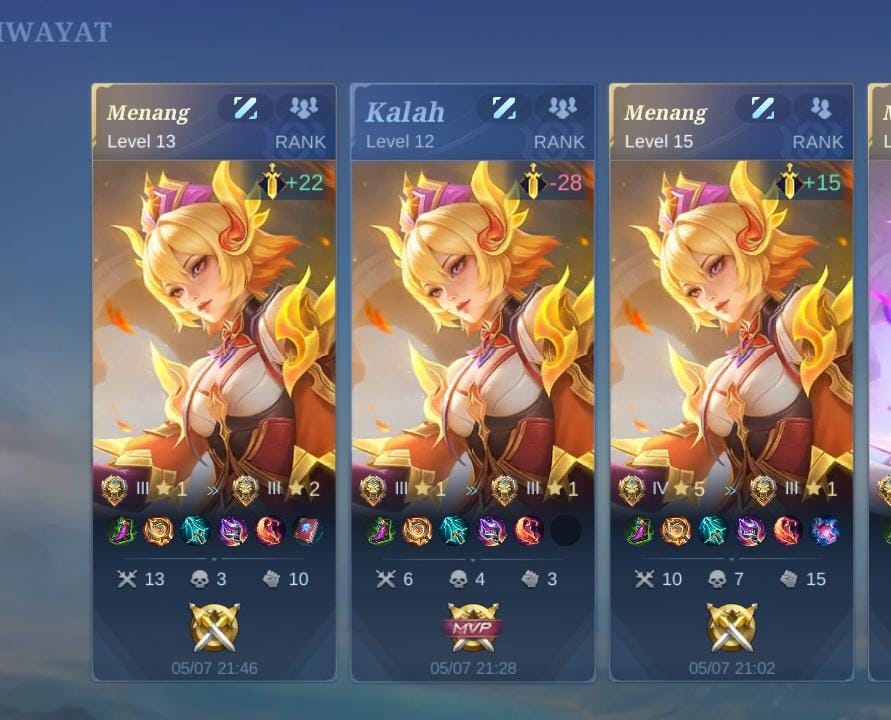 IWAYAT
Menang
Level 13
RANK
+22
III 1 » III 2
13 3 10
05/07 21:46
Kalah
Level 12
RANK
-28
III 1 » III 1
6 4 3
MVP
05/07 21:28
Menang
Level 15
RANK
+15
IV 5 » III 1
10 7 15
05/07 21:02